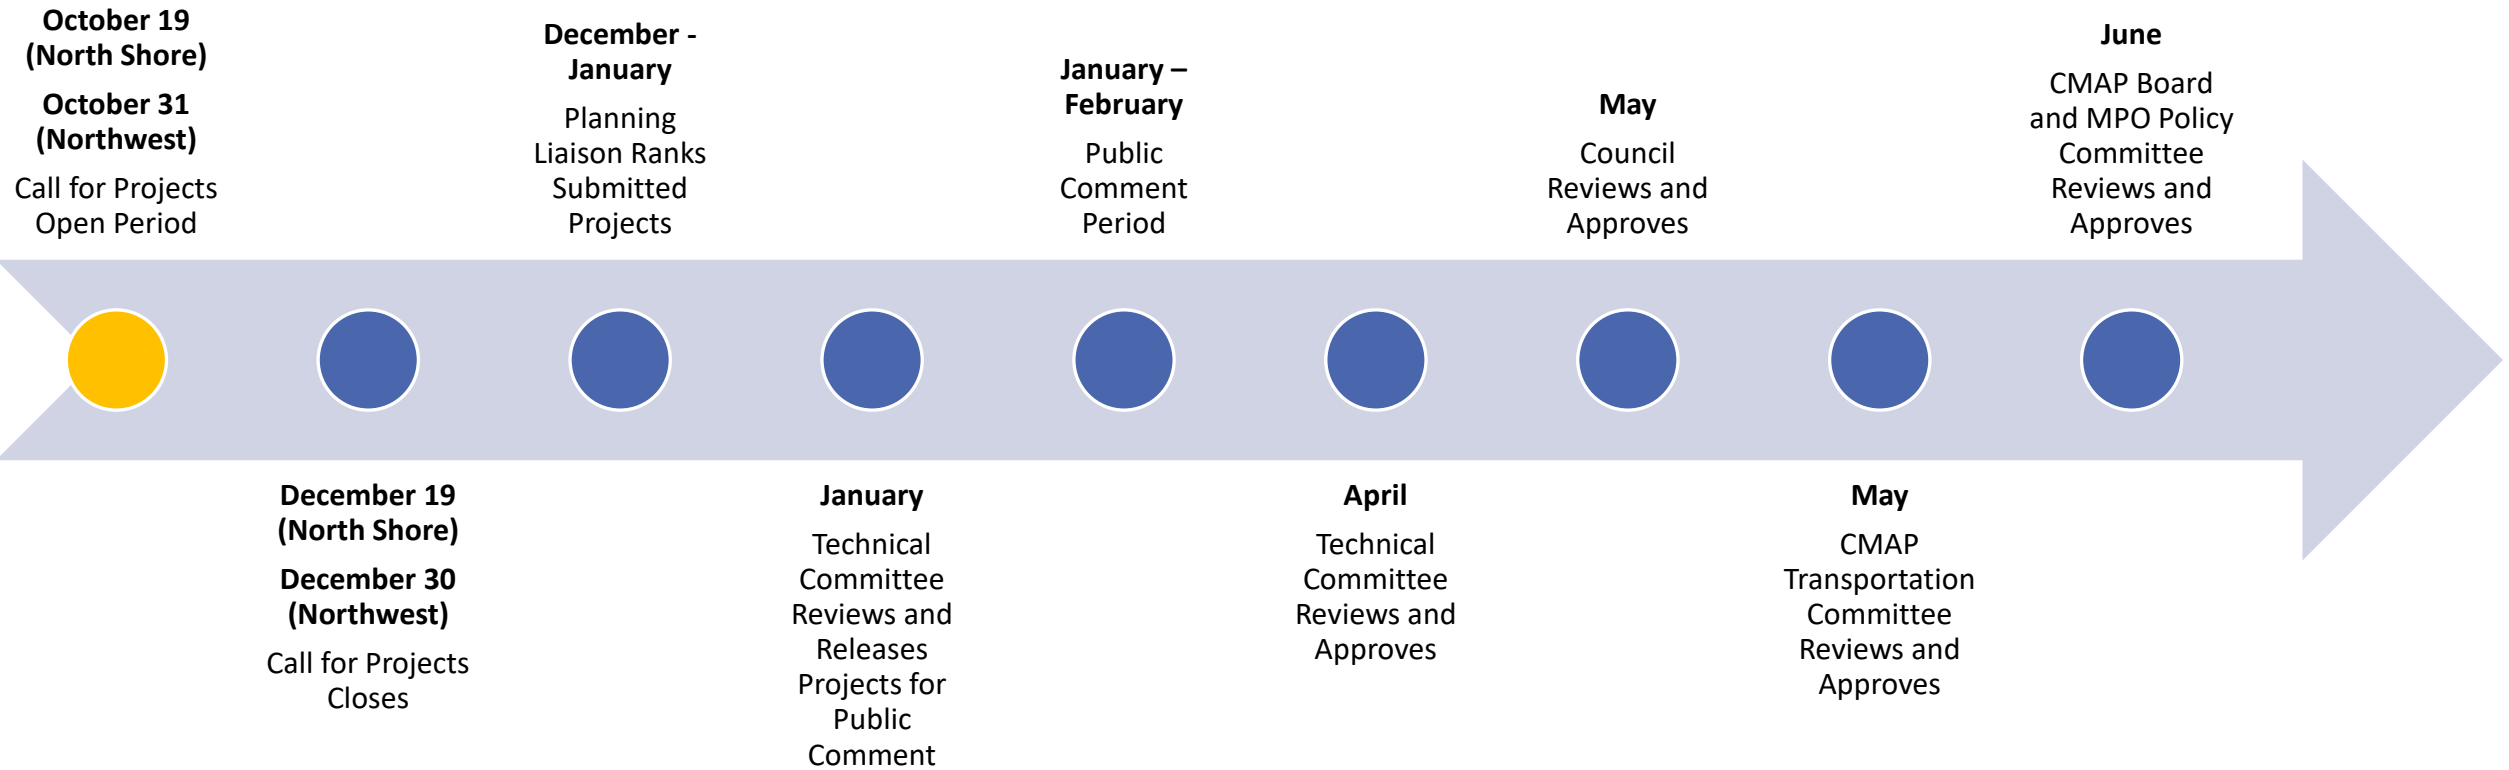 October 19
(North Shore)
October 31
(Northwest)
Call for Projects
Open Period
December 19
(North Shore)
December 30
(Northwest)
Call for Projects
Closes
December -
January
Planning
Liaison Ranks
Submitted
Projects
January
Technical
Committee
Reviews and
Releases
Projects for
Public
Comment
January –
February
Public
Comment
Period
April
Technical
Committee
Reviews and
Approves
May
Council
Reviews and
Approves
May
CMAP
Transportation
Committee
Reviews and
Approves
June
CMAP Board
and MPO Policy
Committee
Reviews and
Approves